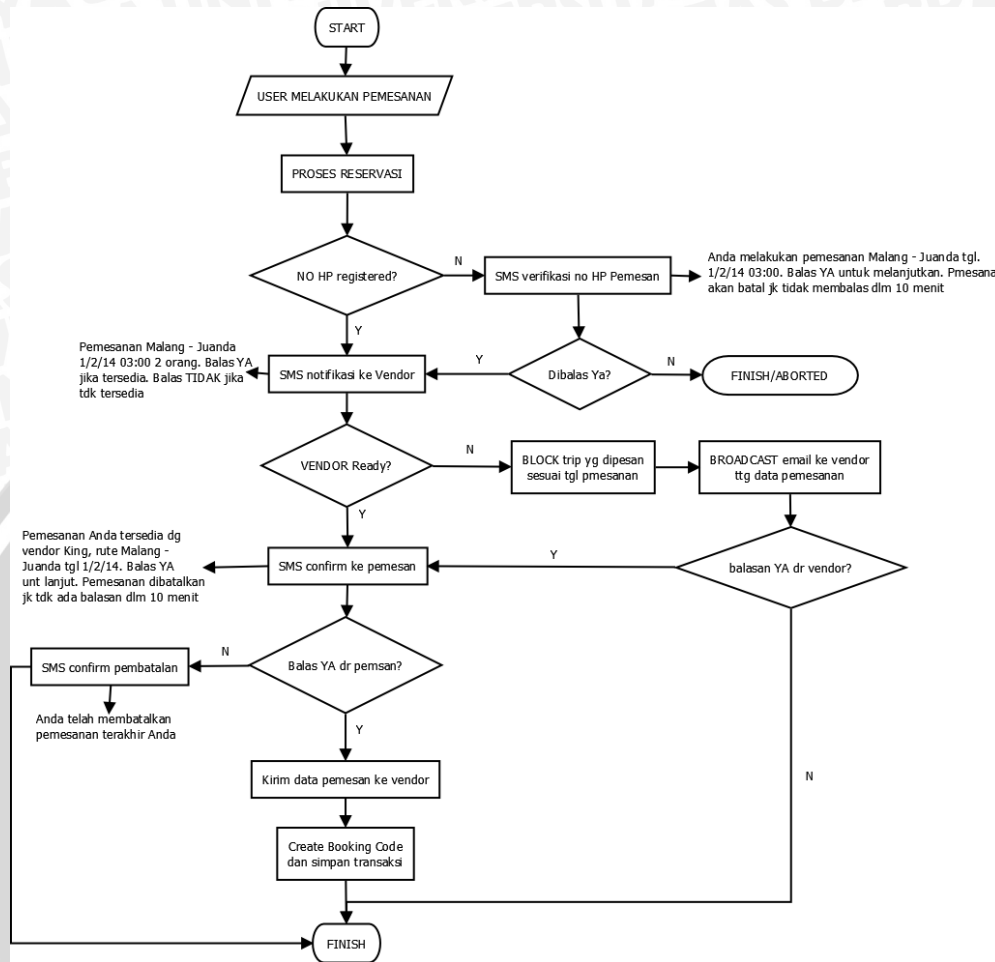 START
USER MELAKUKAN PEMESANAN
PROSES RESERVASI
NO HP registered?
N
SMS verifikasi no HP Pemesan
Anda melakukan pemesanan Malang - Juanda tgl.
1/2/14 03:00. Balas YA untuk melanjutkan. Pmesana
akan batal jk tidak membalas dlm 10 menit
Y
Pemesanan Malang - Juanda
1/2/14 03:00 2 orang. Balas YA
jika tersedia. Balas TIDAK jika
tdk tersedia
SMS notifikasi ke Vendor
Y
Dibalas Ya?
N
FINISH/ABORTED
VENDOR Ready?
N
BLOCK trip yg dipesan
sesuai tgl pmesanan
BROADCAST email ke vendor
ttg data pemesanan
Y
Pemesanan Anda tersedia dg
vendor King, rute Malang -
Juanda tgl 1/2/14. Balas YA
unt lanjut. Pemesanan dibatalkan
jk tdk ada balasan dlm 10 menit
SMS confirm ke pemesan
Y
balasan YA dr vendor?
SMS confirm pembatalan
N
Balas YA dr pemsan?
Anda telah membatalkan
pemesanan terakhir Anda
Y
Kirim data pemesan ke vendor
N
Create Booking Code
dan simpan transaksi
FINISH